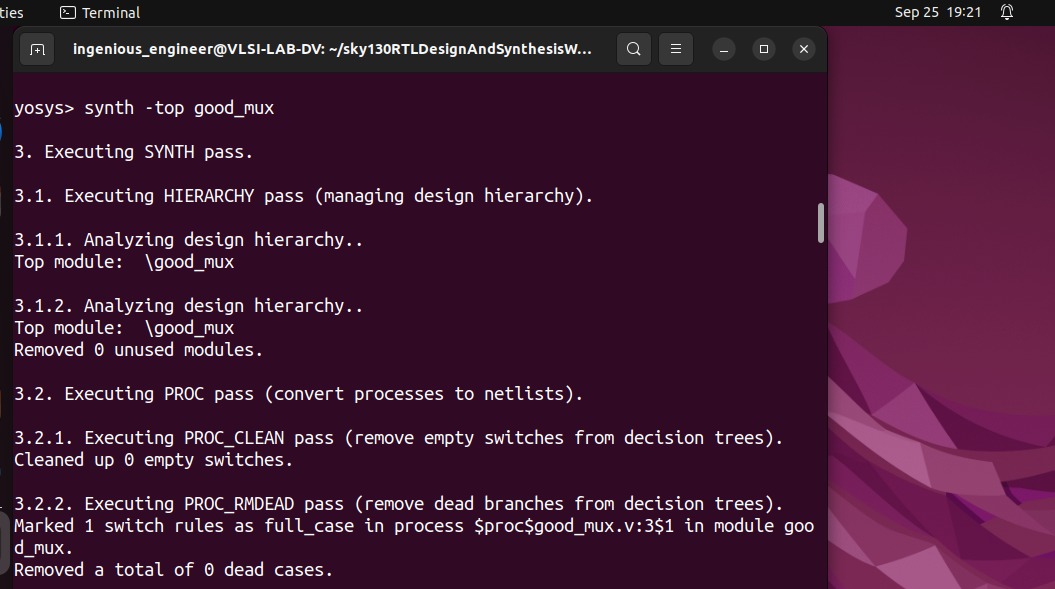 ties Terminal Sep 25 19:21
ingenious_engineer@VLSI-LAB-DV: ~/sky130RTLDesignAndSynthesisW...
yosys> synth -top good_mux
3. Executing SYNTH pass.
3.1. Executing HIERARCHY pass (managing design hierarchy).
3.1.1. Analyzing design hierarchy..
Top module:  \good_mux
3.1.2. Analyzing design hierarchy..
Top module:  \good_mux
Removed 0 unused modules.
3.2. Executing PROC pass (convert processes to netlists).
3.2.1. Executing PROC_CLEAN pass (remove empty switches from decision trees).
Cleaned up 0 empty switches.
3.2.2. Executing PROC_RMDEAD pass (remove dead branches from decision trees).
Marked 1 switch rules as full_case in process $proc$good_mux.v:3$1 in module goo
d_mux.
Removed a total of 0 dead cases.